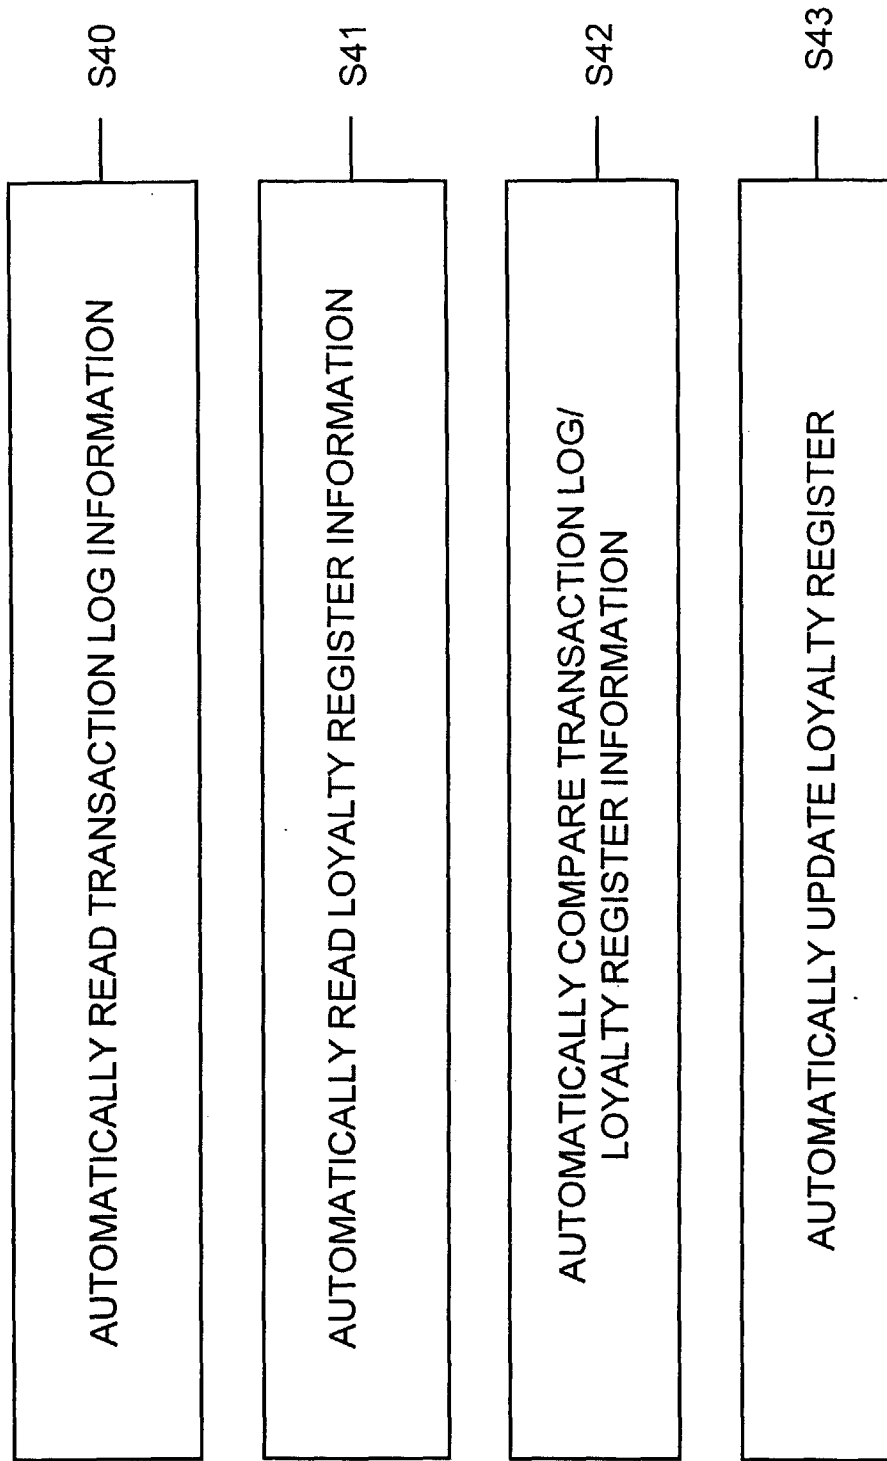 AUTOMATICALLY READ TRANSACTION LOG INFORMATION
S40
AUTOMATICALLY READ LOYALTY REGISTER INFORMATION
S41
AUTOMATICALLY COMPARE TRANSACTION LOG/
LOYALTY REGISTER INFORMATION
S42
AUTOMATICALLY UPDATE LOYALTY REGISTER
S43